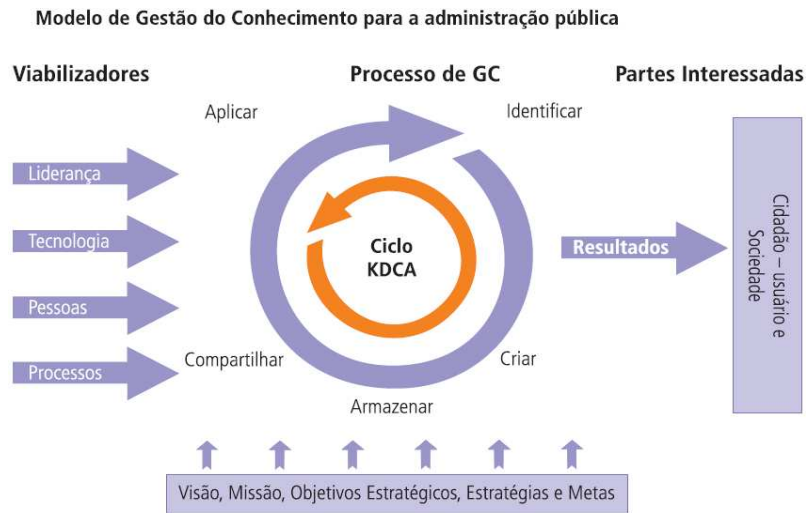 Modelo de Gestão do Conhecimento para a administração pública
Viabilizadores
Processo de GC
Partes Interessadas
Aplicar
Identificar
Liderança
Tecnologia
Pessoas
Processos
Ciclo
KDCA
Compartilhar
Criar
Armazenar
Resultados
Cidadão – usuário e
Sociedade
Visão, Missão, Objetivos Estratégicos, Estratégias e Metas